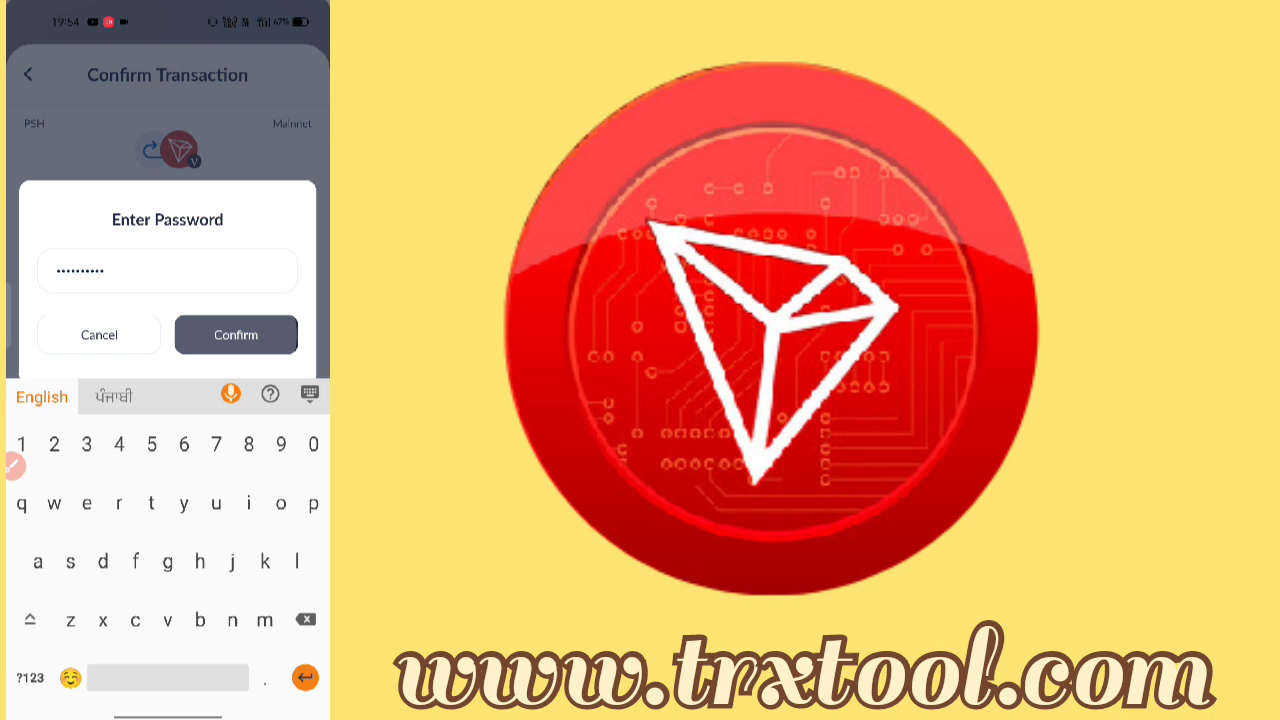 19:54
67%
Confirm Transaction
PSH
Mainnet
V
Enter Password
••••••••••
Cancel
Confirm
English
ਪੰਜਾਬੀ
1 2 3 4 5 6 7 8 9 0
q w e r t y u i o p
a s d f g h j k l
z x c v b n m
?123
.
www.trxtool.com